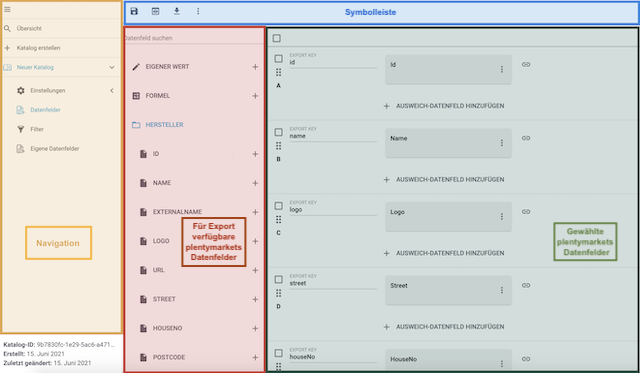 Symbolleiste
Übersicht
Katalog erstellen
Neuer Katalog
Einstellungen
Datenfelder
Filter
Eigene Datenfelder
Navigation
Katalog-ID: 9b7830fc-1e29-5ac6-a471...
Erstellt: 15. Juni 2021
Zuletzt geändert: 15. Juni 2021
Datenfeld suchen
EIGENER WERT
FORMEL
HERSTELLER
ID
NAME
EXTERNALNAME
LOGO
URL
STREET
HOUSENO
POSTCODE
Für Export
verfügbare
plentymarkets
Datenfelder
EXPORT KEY
id
Id
A
AUSWEICH-DATENFELD HINZUFÜGEN
EXPORT KEY
name
Name
B
AUSWEICH-DATENFELD HINZUFÜGEN
EXPORT KEY
logo
Logo
C
AUSWEICH-DATENFELD HINZUFÜGEN
EXPORT KEY
street
Street
D
AUSWEICH-DATENFELD HINZUFÜGEN
EXPORT KEY
houseNo
HouseNo
Gewählte
plentymarkets
Datenfelder